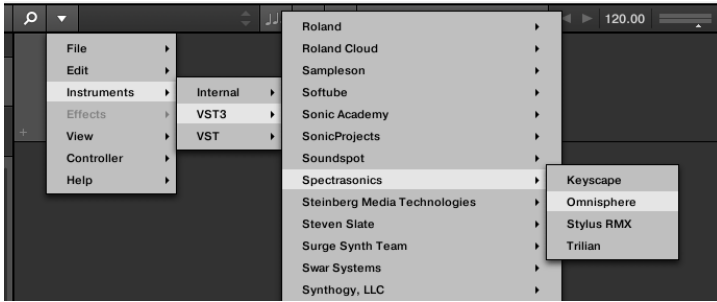 120.00
File
Edit
Instruments
Effects
View
Controller
Help
Internal
VST3
VST
Roland
Roland Cloud
Sampleson
Softube
Sonic Academy
SonicProjects
Soundspot
Spectrasonics
Steinberg Media Technologies
Steven Slate
Surge Synth Team
Swar Systems
Synthogy, LLC
Keyscape
Omnisphere
Stylus RMX
Trilian